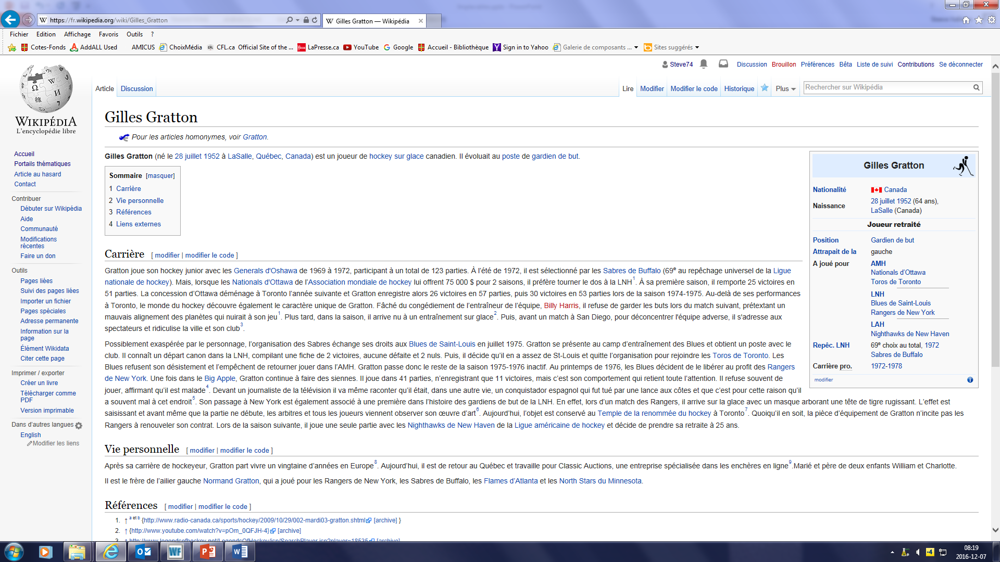 https://fr.wikipedia.org/wiki/Gilles_Gratton
Gilles Gratton — Wikipédia
Fichier Edition Affichage Favoris Outils ?
Cotes-Fonds AddALL Used AMICUS ChoixMédia CFL.ca Official Site of the ... LaPresse.ca YouTube Google Accueil - Bibliothèque Sign in to Yahoo Galerie de composants ... Sites suggérés
Steve74 Discussion Brouillon Préférences Bêta Liste de suivi Contributions Se déconnecter
Article Discussion Lire Modifier Modifier le code Historique Plus Rechercher sur Wikipédia
WIKIPÉDIA
L'encyclopédie libre
Accueil
Portails thématiques
Article au hasard
Contact
Contribuer
Débuter sur Wikipédia
Aide
Communauté
Modifications
récentes
Faire un don
Outils
Pages liées
Suivi des pages liées
Importer un fichier
Pages spéciales
Adresse permanente
Information sur la
page
Élément Wikidata
Citer cette page
Imprimer / exporter
Créer un livre
Télécharger comme
PDF
Version imprimable
Dans d'autres langues
English
Modifier les liens
Gilles Gratton
Pour les articles homonymes, voir Gratton.
Gilles Gratton (né le 28 juillet 1952 à LaSalle, Québec, Canada) est un joueur de hockey sur glace canadien. Il évoluait au poste de gardien de but.
Sommaire [masquer]
1 Carrière
2 Vie personnelle
3 Références
4 Liens externes
Gilles Gratton
Nationalité Canada
Naissance 28 juillet 1952 (64 ans),
LaSalle (Canada)
Joueur retraité
Position Gardien de but
Attrapait de la gauche
A joué pour AMH
Nationals d'Ottawa
Toros de Toronto
LNH
Blues de Saint-Louis
Rangers de New York
LAH
Nighthawks de New Haven
Repêc. LNH 69e choix au total, 1972
Sabres de Buffalo
Carrière pro. 1972-1978
modifier
Carrière [ modifier | modifier le code ]
Gratton joue son hockey junior avec les Generals d'Oshawa de 1969 à 1972, participant à un total de 123 parties. À l'été de 1972, il est sélectionné par les Sabres de Buffalo (69e au repêchage universel de la Ligue
nationale de hockey). Mais, lorsque les Nationals d'Ottawa de l'Association mondiale de hockey lui offrent 75 000 $ pour 2 saisons, il préfère tourner le dos à la LNH1. À sa première saison, il remporte 25 victoires en
51 parties. La concession d'Ottawa déménage à Toronto l'année suivante et Gratton enregistre alors 26 victoires en 57 parties, puis 30 victoires en 53 parties lors de la saison 1974-1975. Au-delà de ses performances
à Toronto, le monde du hockey découvre également le caractère unique de Gratton. Fâché du congédiement de l'entraîneur de l'équipe, Billy Harris, il refuse de garder les buts lors du match suivant, prétextant un
mauvais alignement des planètes qui nuirait à son jeu1. Plus tard, dans la saison, il arrive nu à un entraînement sur glace2. Puis, avant un match à San Diego, pour déconcentrer l'équipe adverse, il s'adresse aux
spectateurs et ridiculise la ville et son club3.
Possiblement exaspérée par le personnage, l'organisation des Sabres échange ses droits aux Blues de Saint-Louis en juillet 1975. Gratton se présente au camp d'entraînement des Blues et obtient un poste avec le
club. Il connaît un départ canon dans la LNH, compilant une fiche de 2 victoires, aucune défaite et 2 nuls. Puis, il décide qu'il en a assez de St-Louis et quitte l'organisation pour rejoindre les Toros de Toronto. Les
Blues refusent son désistement et l'empêchent de retourner jouer dans l'AMH. Gratton passe donc le reste de la saison 1975-1976 inactif. Au printemps de 1976, les Blues décident de le libérer au profit des Rangers
de New York. Une fois dans le Big Apple, Gratton continue à faire des siennes. Il joue dans 41 parties, n'enregistrant que 11 victoires, mais c'est son comportement qui retient toute l'attention. Il refuse souvent de
jouer, affirmant qu'il est malade4. Devant un journaliste de la télévision il va même raconter qu'il était, dans une autre vie, un conquistador espagnol qui fut tué par une lance aux côtes et que c'est pour cette raison qu'il
a souvent mal à cet endroit5. Son passage à New York est également associé à une première dans l'histoire des gardiens de but de la LNH. En effet, lors d'un match des Rangers, il arrive sur la glace avec un masque arborant une tête de tigre rugissant. L'effet est
saisissant et avant même que la partie ne débute, les arbitres et tous les joueurs viennent observer son œuvre d'art6. Aujourd'hui, l'objet est conservé au Temple de la renommée du hockey à Toronto7. Quoiqu'il en soit, la pièce d'équipement de Gratton n'incite pas les
Rangers à renouveler son contrat. Lors de la saison suivante, il joue une seule partie avec les Nighthawks de New Haven de la Ligue américaine de hockey et décide de prendre sa retraite à 25 ans.
Vie personnelle [ modifier | modifier le code ]
Après sa carrière de hockeyeur, Gratton part vivre un vingtaine d'années en Europe8. Aujourd'hui, il est de retour au Québec et travaille pour Classic Auctions, une entreprise spécialisée dans les enchères en ligne9.Marié et père de deux enfants William et Charlotte.
Il est le frère de l'ailier gauche Normand Gratton, qui a joué pour les Rangers de New York, les Sabres de Buffalo, les Flames d'Atlanta et les North Stars du Minnesota.
Références [ modifier | modifier le code ]
1. ↑ a et b {http://www.radio-canada.ca/sports/hockey/2009/10/29/002-mardi03-gratton.shtml [archive] }
2. ↑ {http://www.youtube.com/watch?v=pOm_0QFJH-4} [archive]
3. ↑ http://www.legendsofhockey.net/LegendsOfHockey/jsp/SearchPlayer.jsp?player=18535 [archive]
08:19
2016-12-07